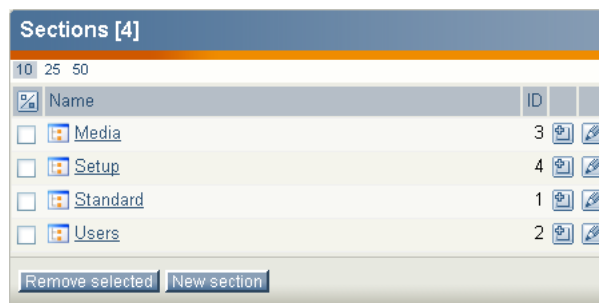 Sections [4]
10 25 50
Name ID
Media 3
Setup 4
Standard 1
Users 2
Remove selected New section